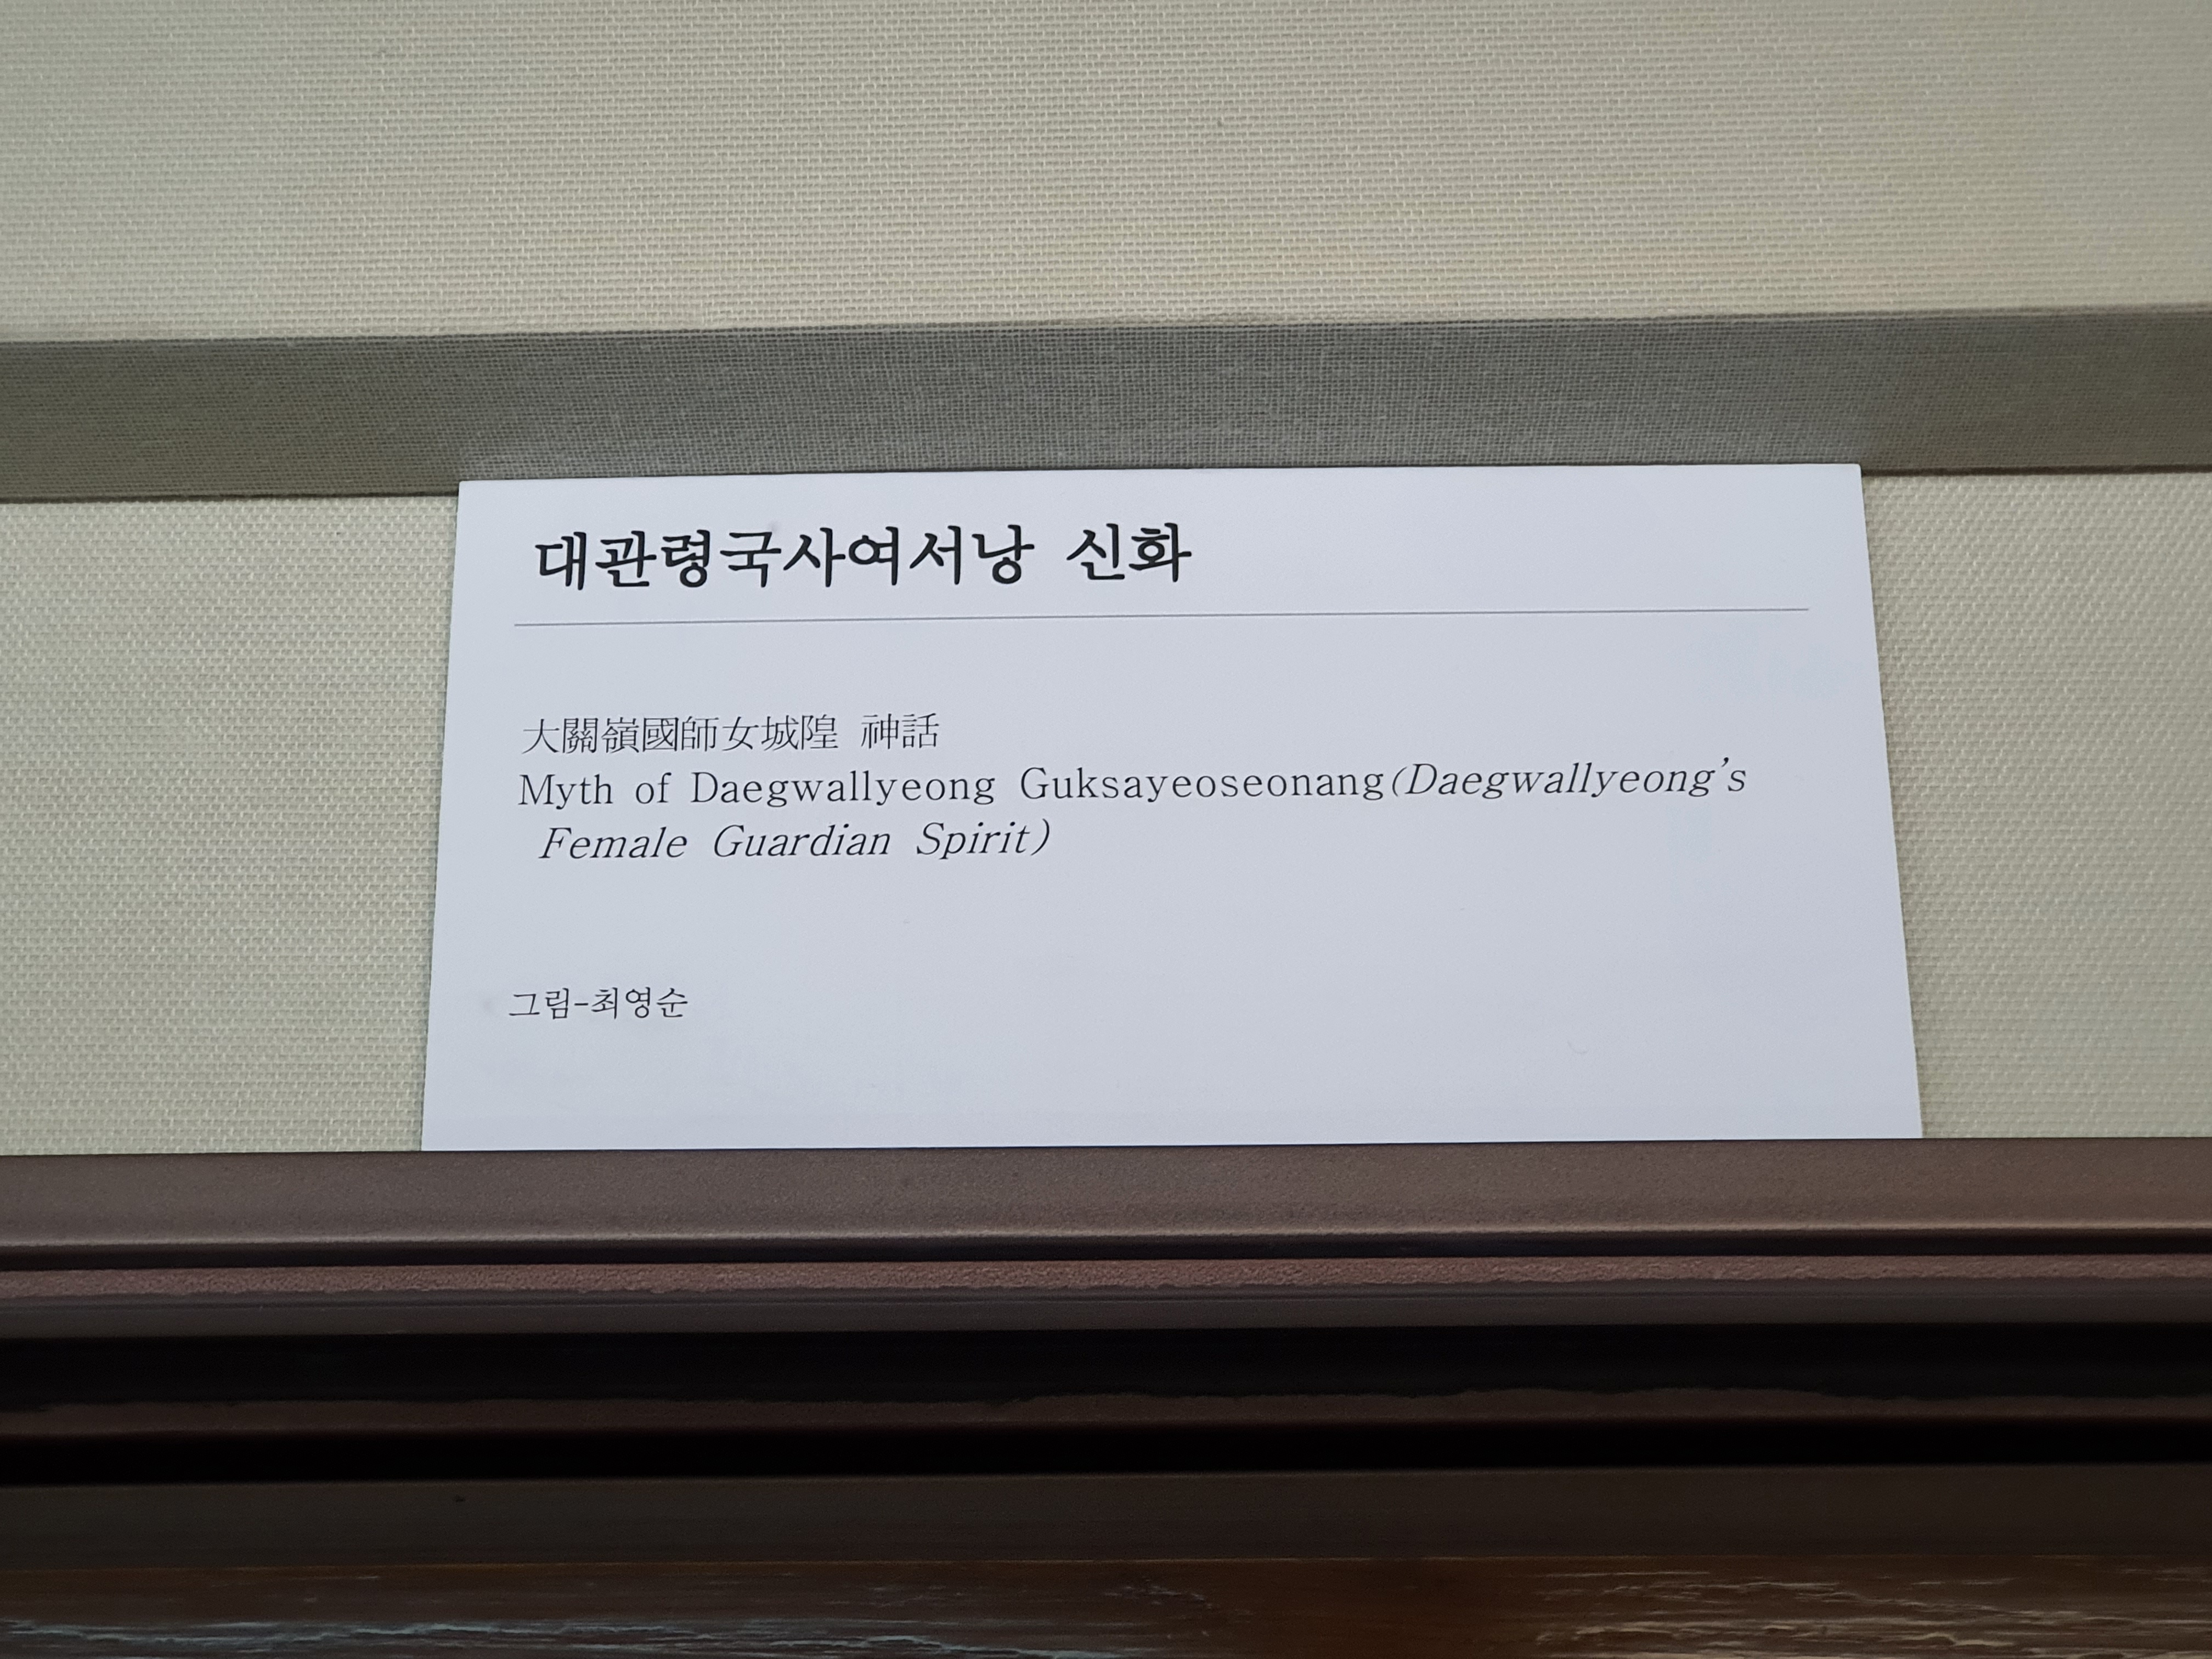 대관령국사여서낭 신화
大關嶺國師女城隍 神話
Myth of Daegwallyeong Guksayeoseonang(Daegwallyeong's
Female Guardian Spirit)
그림-최영순